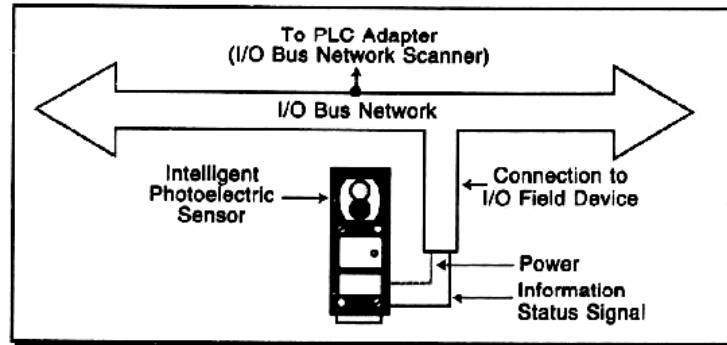 To PLC Adapter
(I/O Bus Network Scanner)
I/O Bus Network
Intelligent
Photoelectric
Sensor
Connection to
I/O Field Device
Power
Information
Status Signal